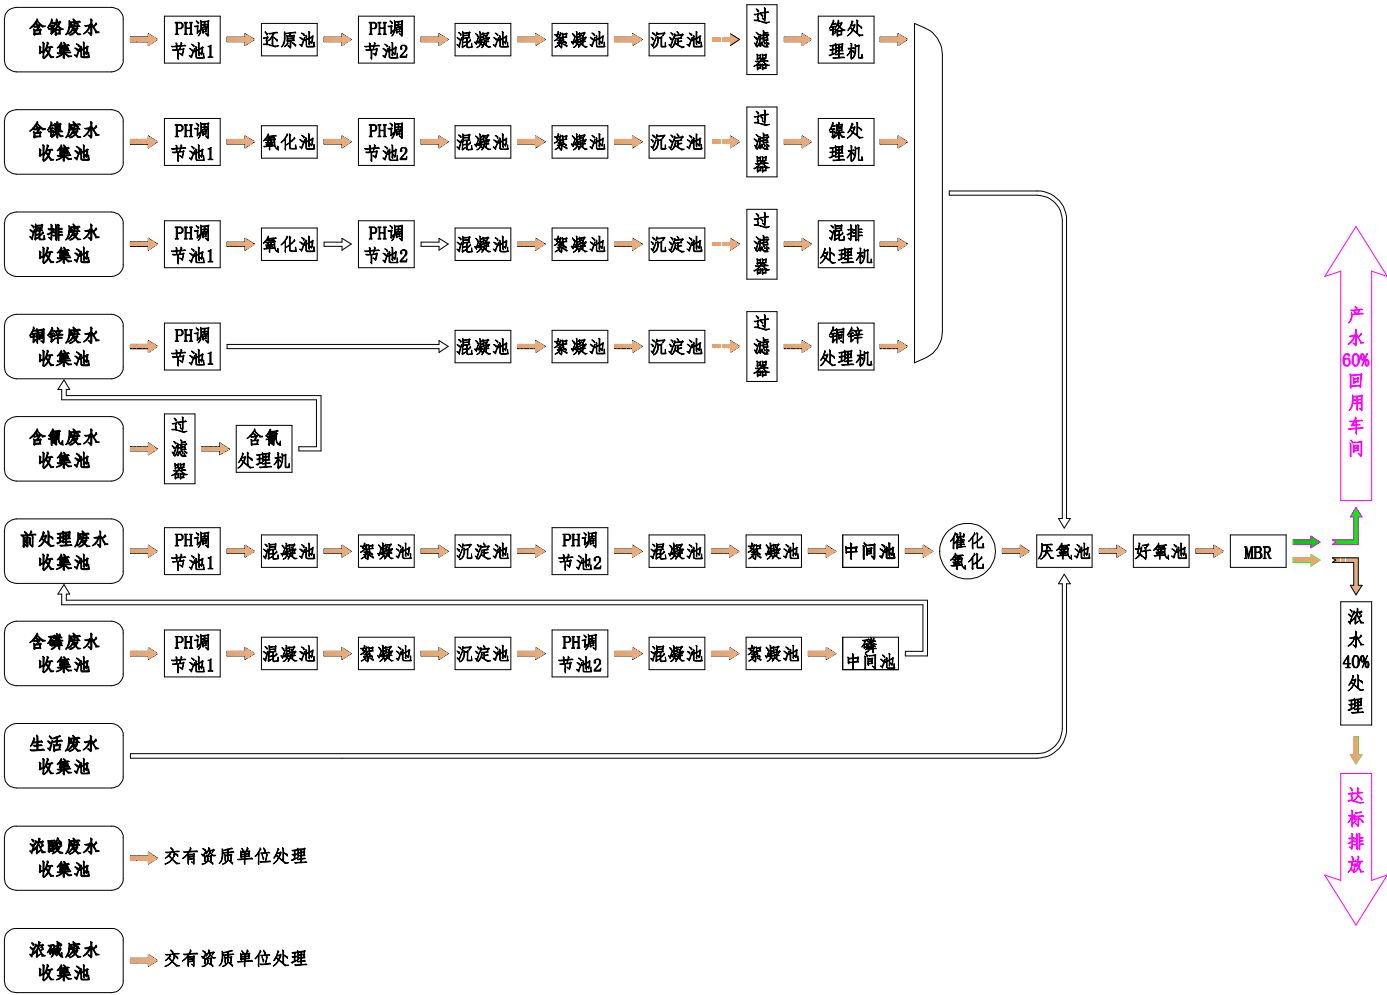 含铬废水
收集池
PH调
节池1
还原池
PH调
节池2
混凝池
絮凝池
沉淀池
过
滤
器
铬处
理机
含镍废水
收集池
PH调
节池1
氧化池
PH调
节池2
混凝池
絮凝池
沉淀池
过
滤
器
镍处
理机
混排废水
收集池
PH调
节池1
氧化池
PH调
节池2
混凝池
絮凝池
沉淀池
过
滤
器
混排
处理机
铜锌废水
收集池
PH调
节池1
混凝池
絮凝池
沉淀池
过
滤
器
铜锌
处理机
含氰废水
收集池
过
滤
器
含氰
处理机
前处理废水
收集池
PH调
节池1
混凝池
絮凝池
沉淀池
PH调
节池2
混凝池
絮凝池
中间池
催化
氧化
厌氧池
好氧池
MBR
产
水
60%
回
用
车
间
浓
水
40%
处
理
达
标
排
放
含磷废水
收集池
PH调
节池1
混凝池
絮凝池
沉淀池
PH调
节池2
混凝池
絮凝池
磷
中间池
生活废水
收集池
浓酸废水
收集池
交有资质单位处理
浓碱废水
收集池
交有资质单位处理